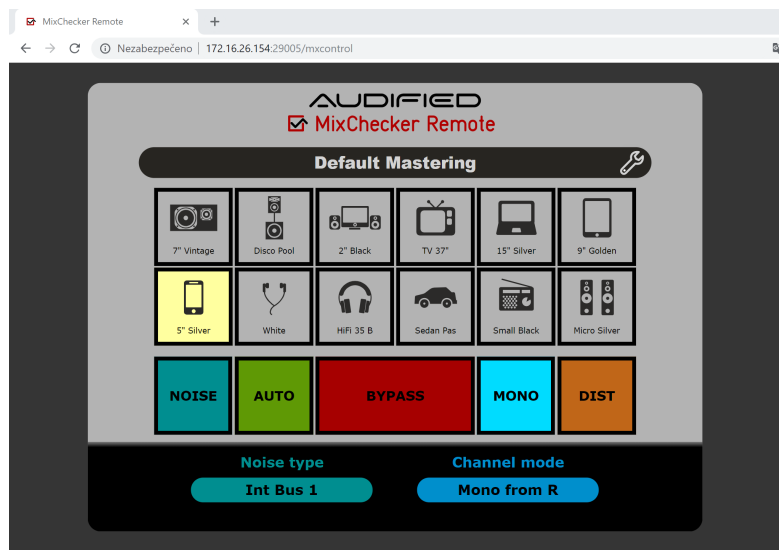 MixChecker Remote
Nezabezpečeno | 172.16.26.154:29005/mxcontrol
AUDIFIED
MixChecker Remote
Default Mastering
7" Vintage
Disco Pool
2" Black
TV 37"
15" Silver
9" Golden
5" Silver
White
HiFi 35 B
Sedan Pas
Small Black
Micro Silver
NOISE
AUTO
BYPASS
MONO
DIST
Noise type
Channel mode
Int Bus 1
Mono from R